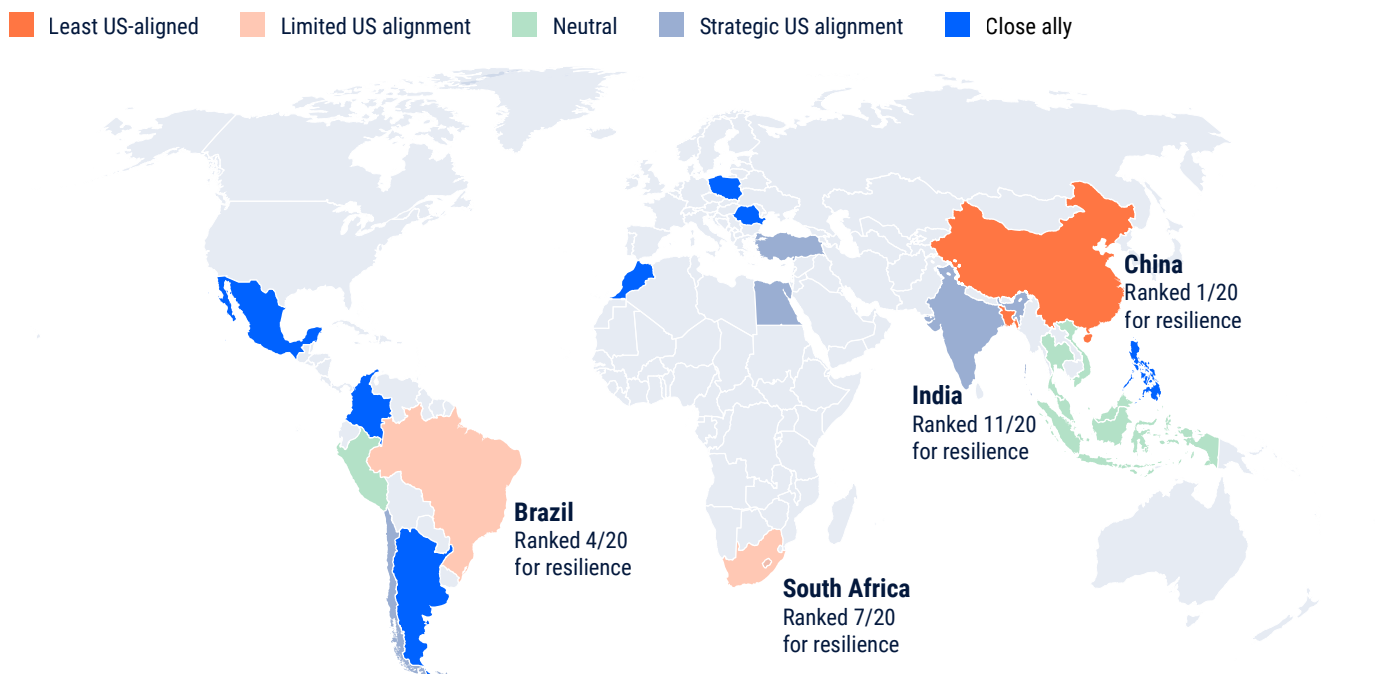 Least US-aligned
Limited US alignment
Neutral
Strategic US alignment
Close ally
China
Ranked 1/20
for resilience
India
Ranked 11/20
for resilience
Brazil
Ranked 4/20
for resilience
South Africa
Ranked 7/20
for resilience